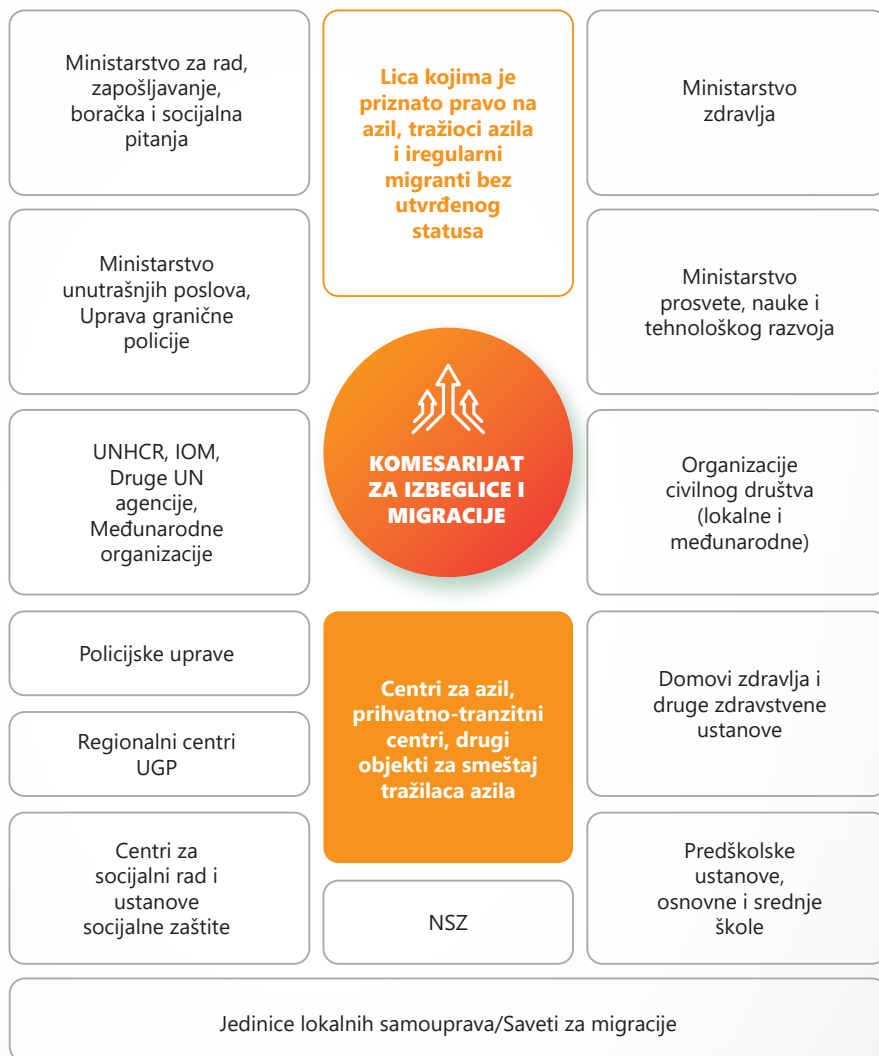 Ministarstvo za rad,
zapošljavanje,
boračka i socijalna
pitanja
Lica kojima je
priznato pravo na
azil, tražioci azila
i iregularni
migranti bez
utvrđenog
statusa
Ministarstvo
zdravlja
Ministarstvo
unutrašnjih poslova,
Uprava granične
policije
Ministarstvo
prosvete, nauke i
tehnološkog razvoja
KOMESARIJAT
ZA IZBEGLICE I
MIGRACIJE
UNHCR, IOM,
Druge UN
agencije,
Međunarodne
organizacije
Organizacije
civilnog društva
(lokalne i
međunarodne)
Policijske uprave
Regionalni centri
UGP
Centri za azil,
prihvatno-tranzitni
centri, drugi
objekti za smeštaj
tražilaca azila
Domovi zdravlja i
druge zdravstvene
ustanove
Centri za
socijalni rad i
ustanove
socijalne zaštite
NSZ
Predškolske
ustanove,
osnovne i srednje
škole
Jedinice lokalnih samouprava/Saveti za migracije